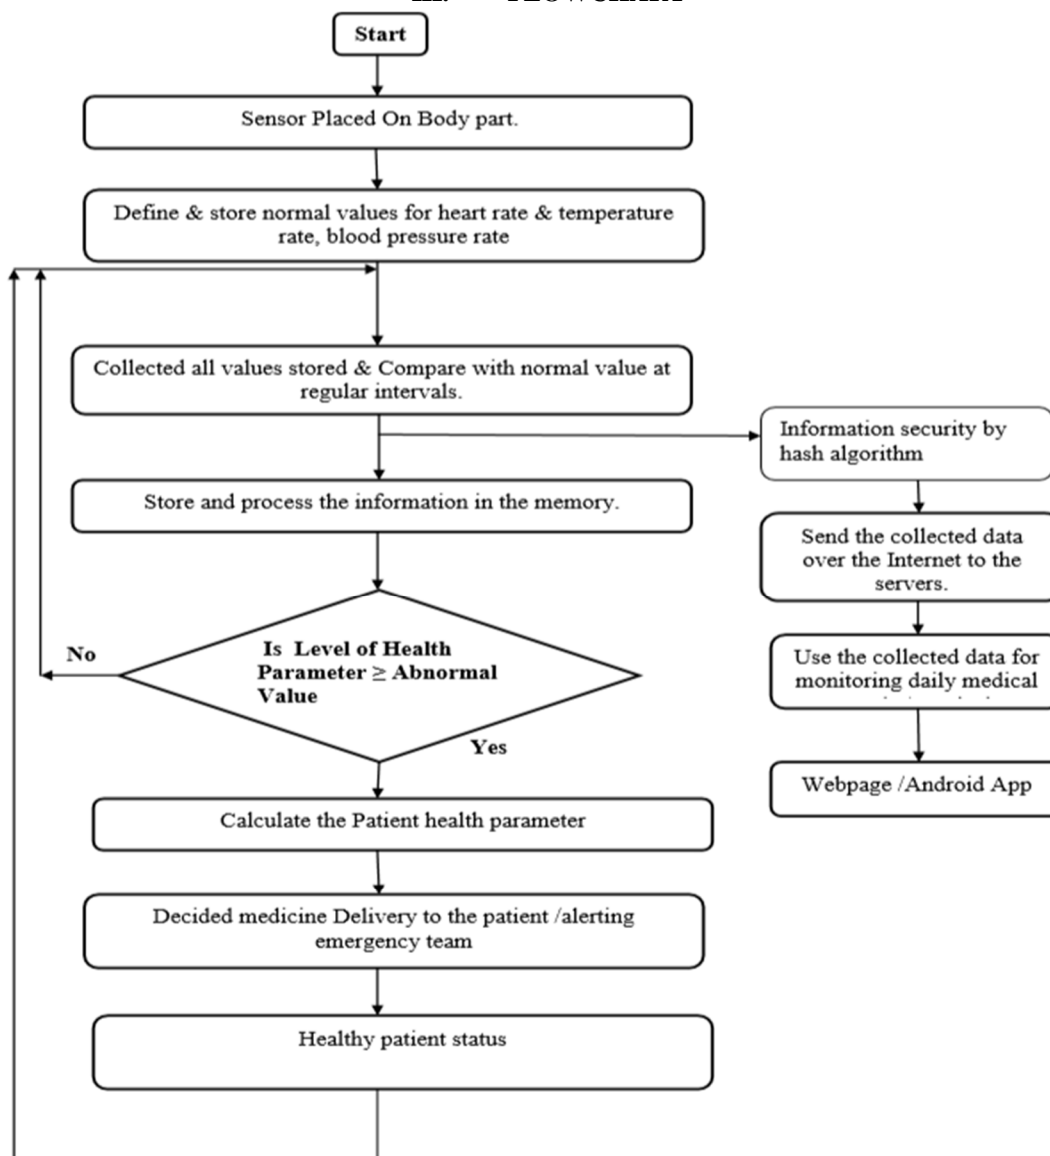 Start
Sensor Placed On Body part.
Define & store normal values for heart rate & temperature
rate, blood pressure rate
Collected all values stored & Compare with normal value at
regular intervals.
Information security by
hash algorithm
Store and process the information in the memory.
Send the collected data
over the Internet to the
servers.
Is Level of Health
Parameter ≥ Abnormal
Value
No
Yes
Use the collected data for
monitoring daily medical
Webpage /Android App
Calculate the Patient health parameter
Decided medicine Delivery to the patient /alerting
emergency team
Healthy patient status